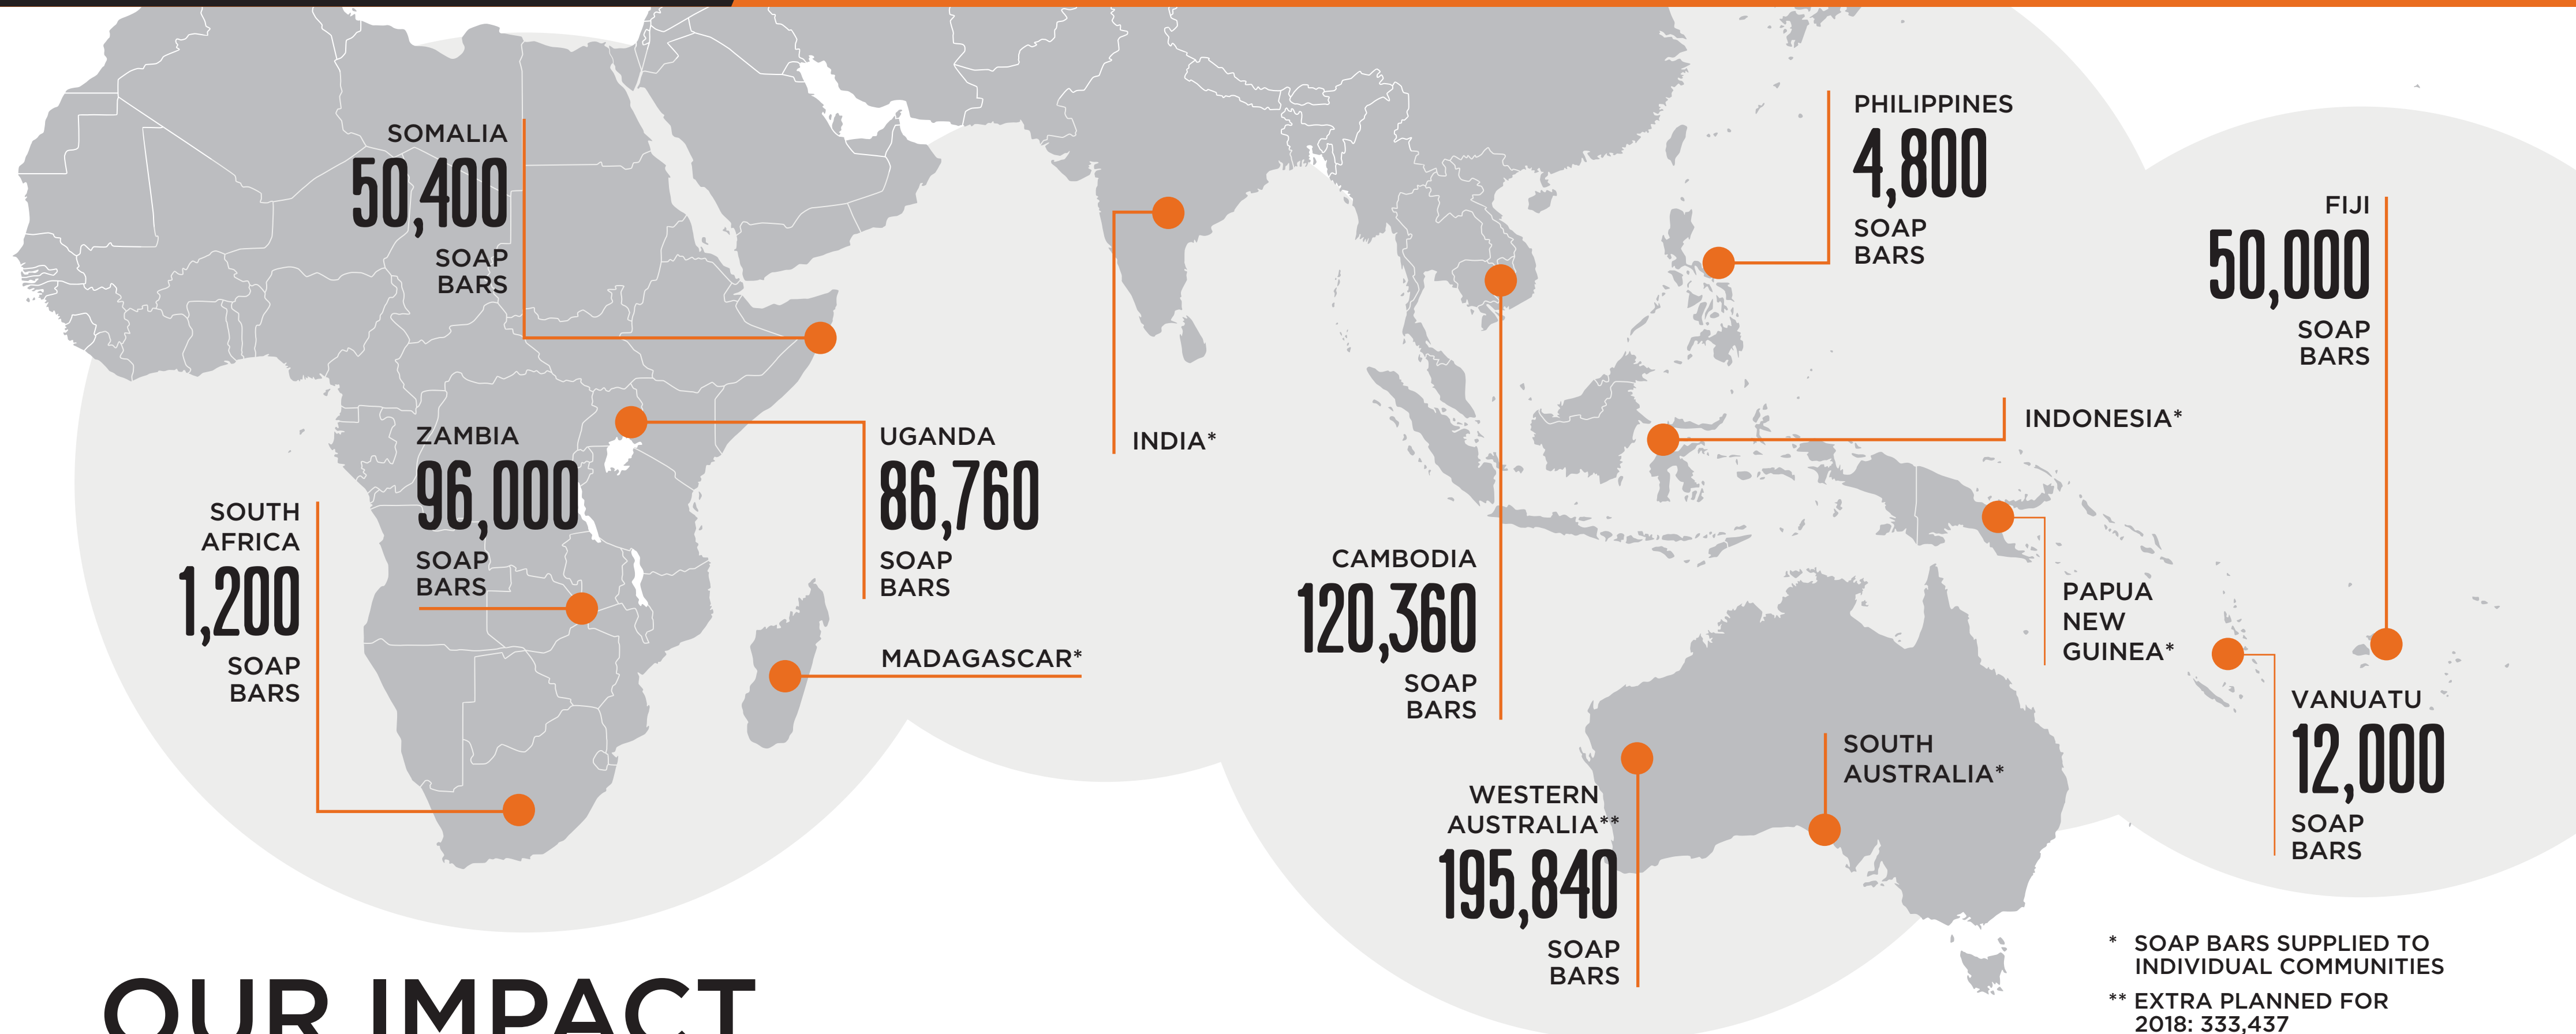 SOMALIA
50,400
SOAP
BARS
ZAMBIA
96,000
SOAP
BARS
SOUTH
AFRICA
1,200
SOAP
BARS
UGANDA
86,760
SOAP
BARS
MADAGASCAR*
INDIA*
PHILIPPINES
4,800
SOAP
BARS
FIJI
50,000
SOAP
BARS
INDONESIA*
CAMBODIA
120,360
SOAP
BARS
PAPUA
NEW
GUINEA*
VANUATU
12,000
SOAP
BARS
SOUTH
AUSTRALIA*
WESTERN
AUSTRALIA**
195,840
SOAP
BARS
* SOAP BARS SUPPLIED TO
INDIVIDUAL COMMUNITIES
** EXTRA PLANNED FOR
2018: 333,437
OUR IMPACT